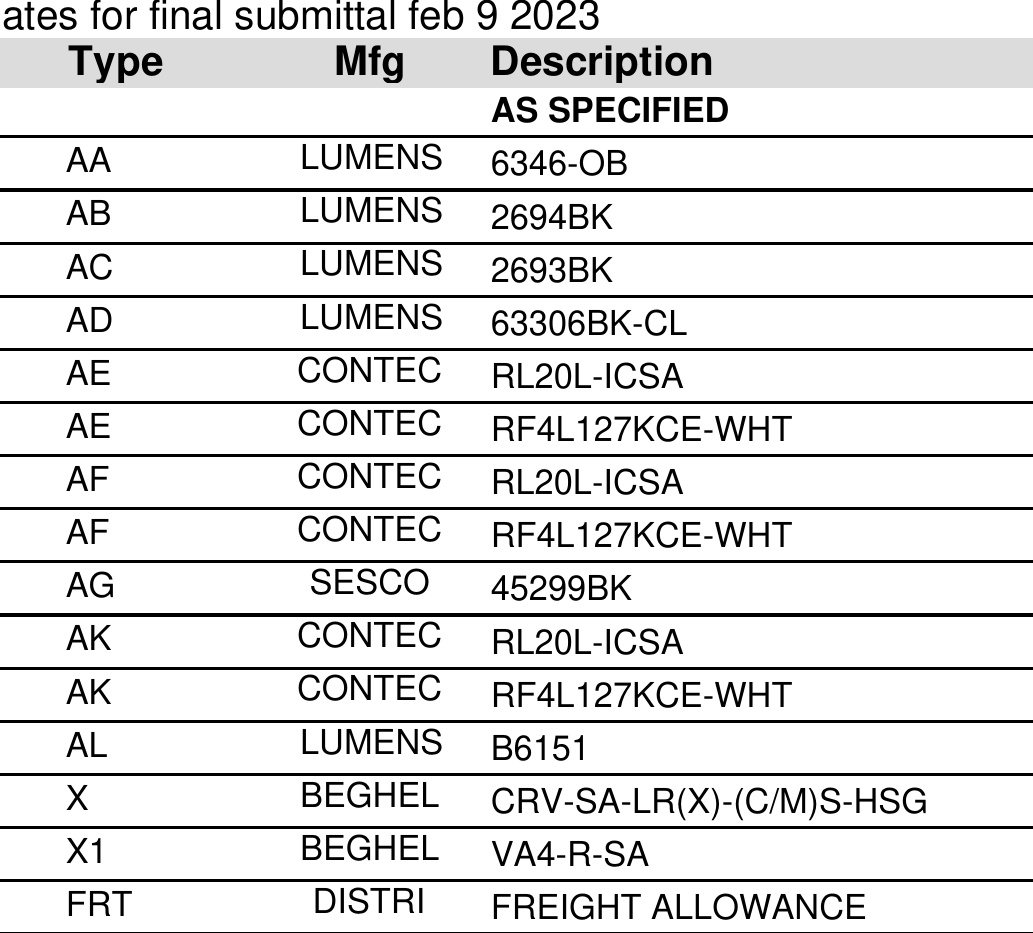 ates for final submittal feb 9 2023
Type Mfg Description
AS SPECIFIED
AA LUMENS 6346-OB
AB LUMENS 2694BK
AC LUMENS 2693BK
AD LUMENS 63306BK-CL
AE CONTEC RL20L-ICSA
AE CONTEC RF4L127KCE-WHT
AF CONTEC RL20L-ICSA
AF CONTEC RF4L127KCE-WHT
AG SESCO 45299BK
AK CONTEC RL20L-ICSA
AK CONTEC RF4L127KCE-WHT
AL LUMENS B6151
X BEGHEL CRV-SA-LR(X)-(C/M)S-HSG
X1 BEGHEL VA4-R-SA
FRT DISTRI FREIGHT ALLOWANCE